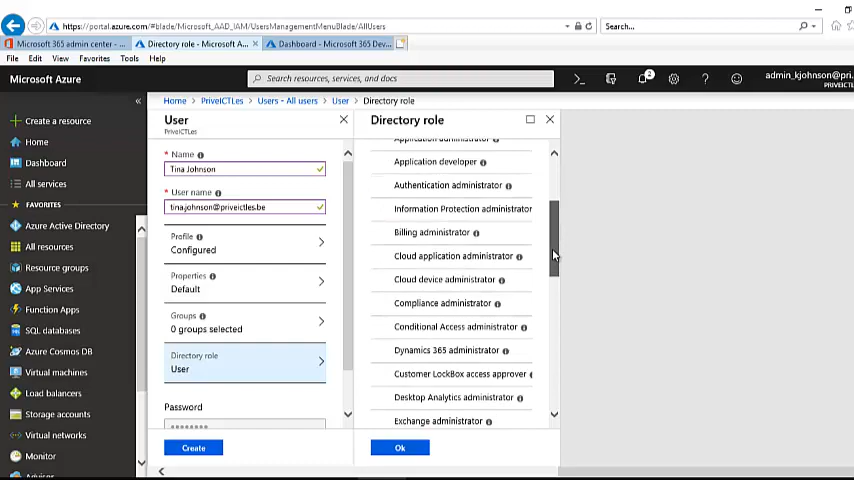 https://portal.azure.com/#blade/Microsoft_AAD_IAM/UsersManagementMenuBlade/AllUsers
Search...
Microsoft 365 admin center - ...
Directory role - Microsoft A...
Dashboard - Microsoft 365 Dev...
File Edit View Favorites Tools Help
Microsoft Azure
Search resources, services, and docs
2
admin_kjohnson@pri.
PRIVEICTLE
Home > PriveICTLes > Users - All users > User > Directory role
Create a resource
Home
Dashboard
All services
FAVORITES
Azure Active Directory
All resources
Resource groups
App Services
Function Apps
SQL databases
Azure Cosmos DB
Virtual machines
Load balancers
Storage accounts
Virtual networks
Monitor
Advisor
User
PriveICTLes
* Name
Tina Johnson
* User name
tina.johnson@priveictles.be
Profile
Configured
Properties
Default
Groups
0 groups selected
Directory role
User
Password
Create
Directory role
Application administrator
Application developer
Authentication administrator
Information Protection administrator
Billing administrator
Cloud application administrator
Cloud device administrator
Compliance administrator
Conditional Access administrator
Dynamics 365 administrator
Customer LockBox access approver
Desktop Analytics administrator
Exchange administrator
Ok